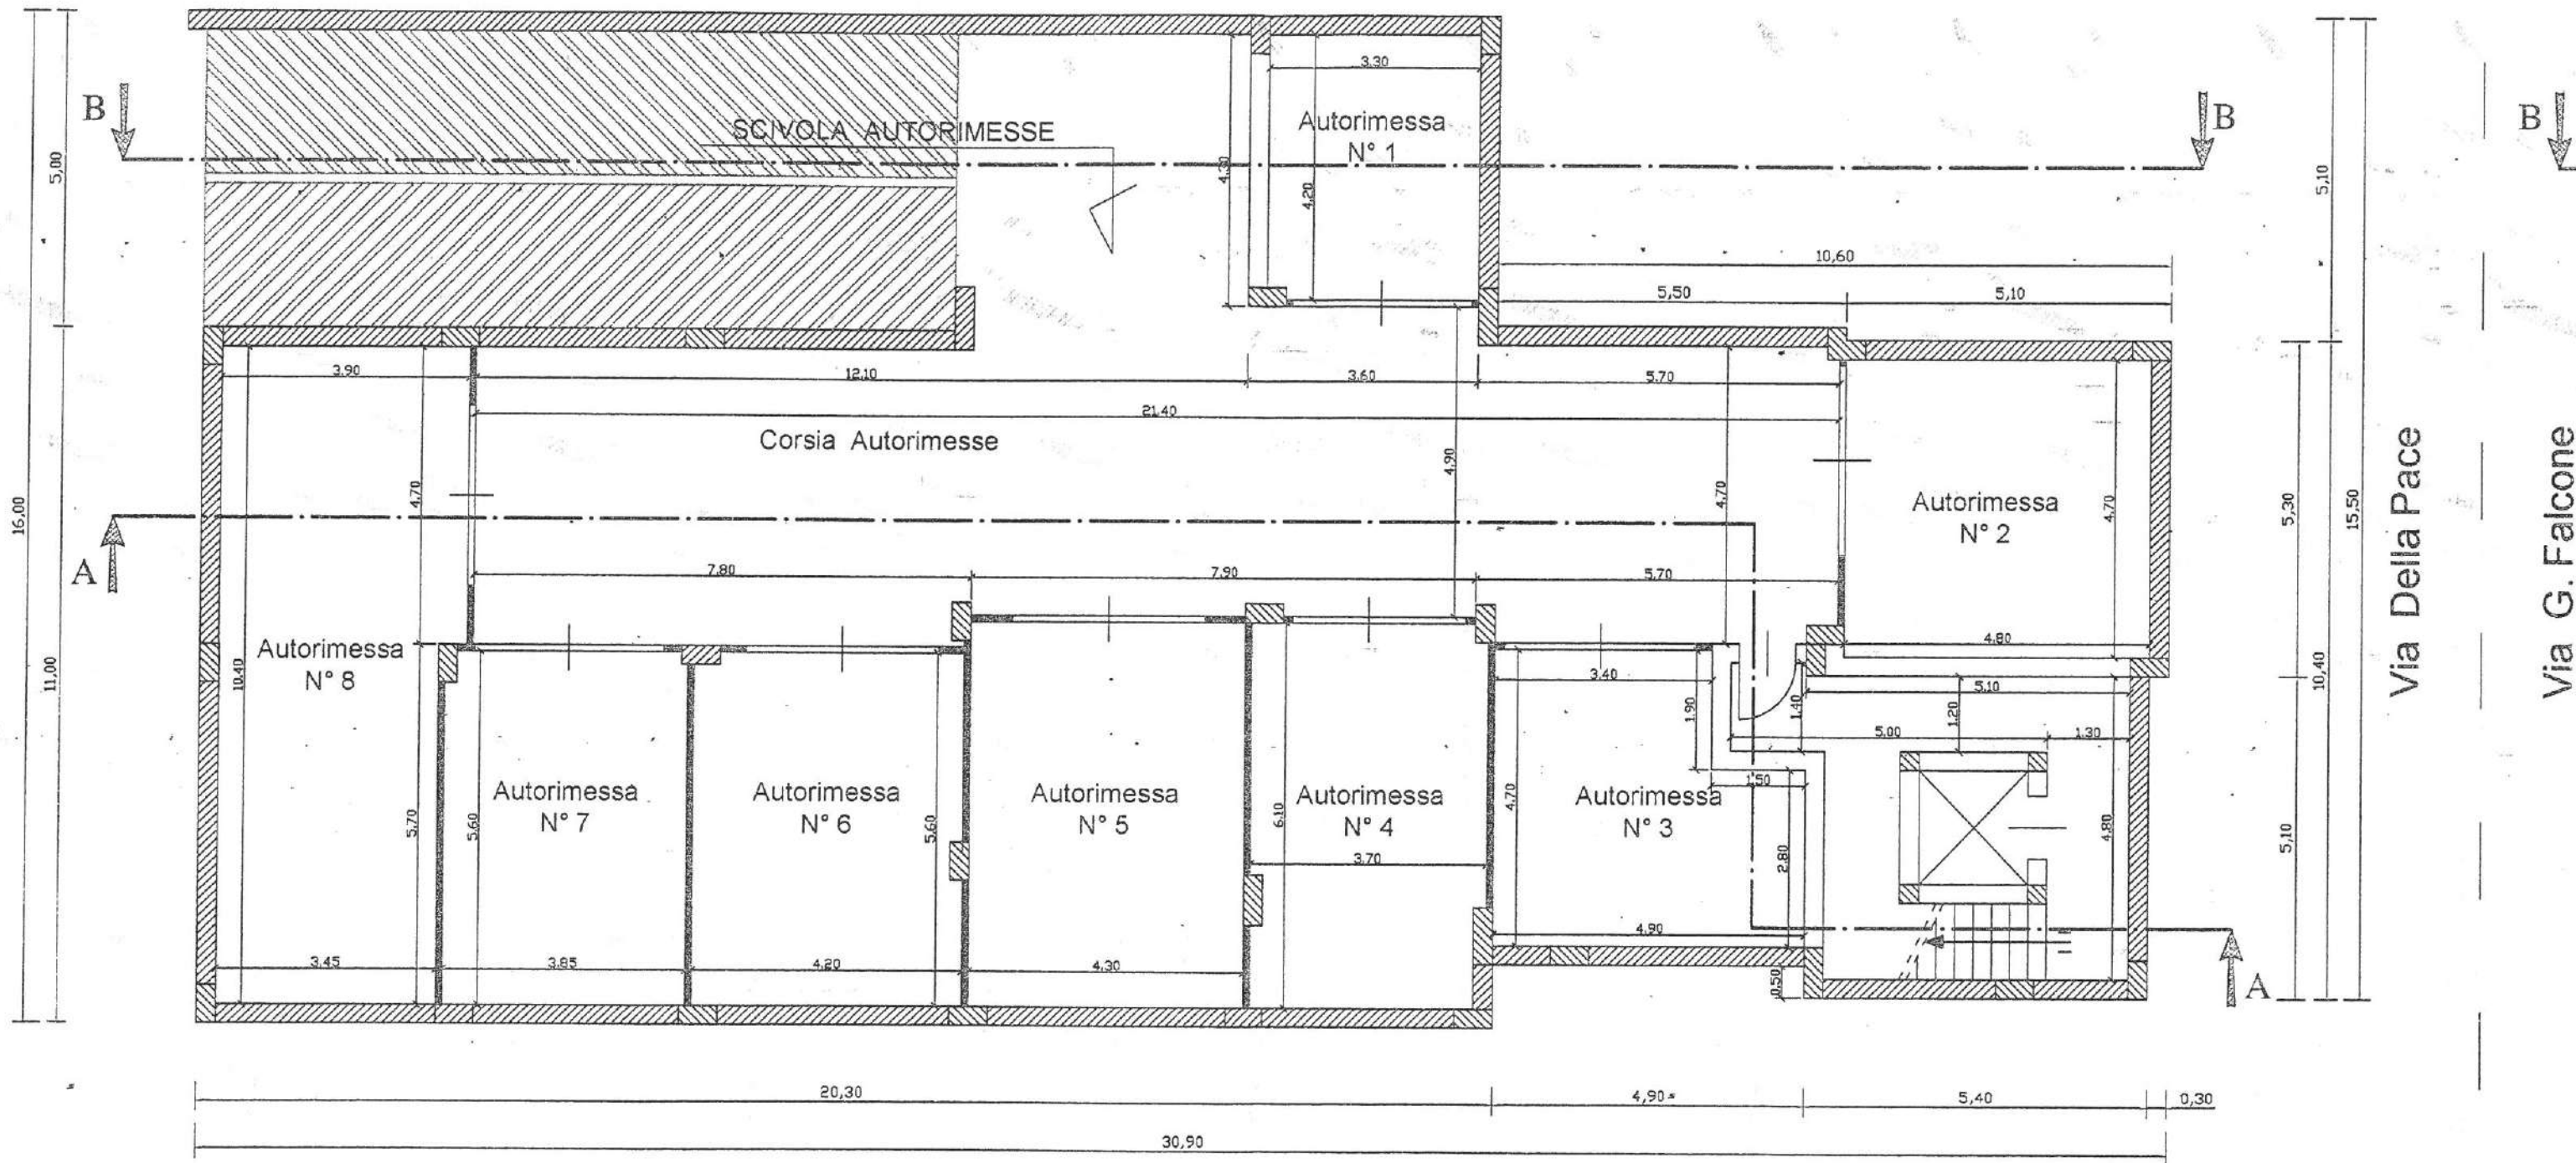 3.30
B
SCIVOLA AUTORIMESSE
Autorimessa
N° 1
B
B
5,00
4.30
4.20
5,10
10,60
5,50
5,10
3.90
12.10
3.60
5.70
21.40
Corsia Autorimesse
4.70
4.90
4.70
Autorimessa
N° 2
4.70
5,30
15,50
Via Della Pace
Via G. Falcone
16,00
A
7.80
7.90
5.70
4.80
Autorimessa
N° 8
10.40
11,00
3.40
5.10
1.90
1.40
1.20
5.00
1.30
10,40
1.50
Autorimessa
N° 7
Autorimessa
N° 6
Autorimessa
N° 5
Autorimessa
N° 4
Autorimessa
N° 3
5.70
5.60
5.60
6.10
4.70
3.70
2.80
4.80
5,10
4.90
3.45
3.85
4.20
4.30
0.50
A
20,30
4,90
5,40
0,30
30,90